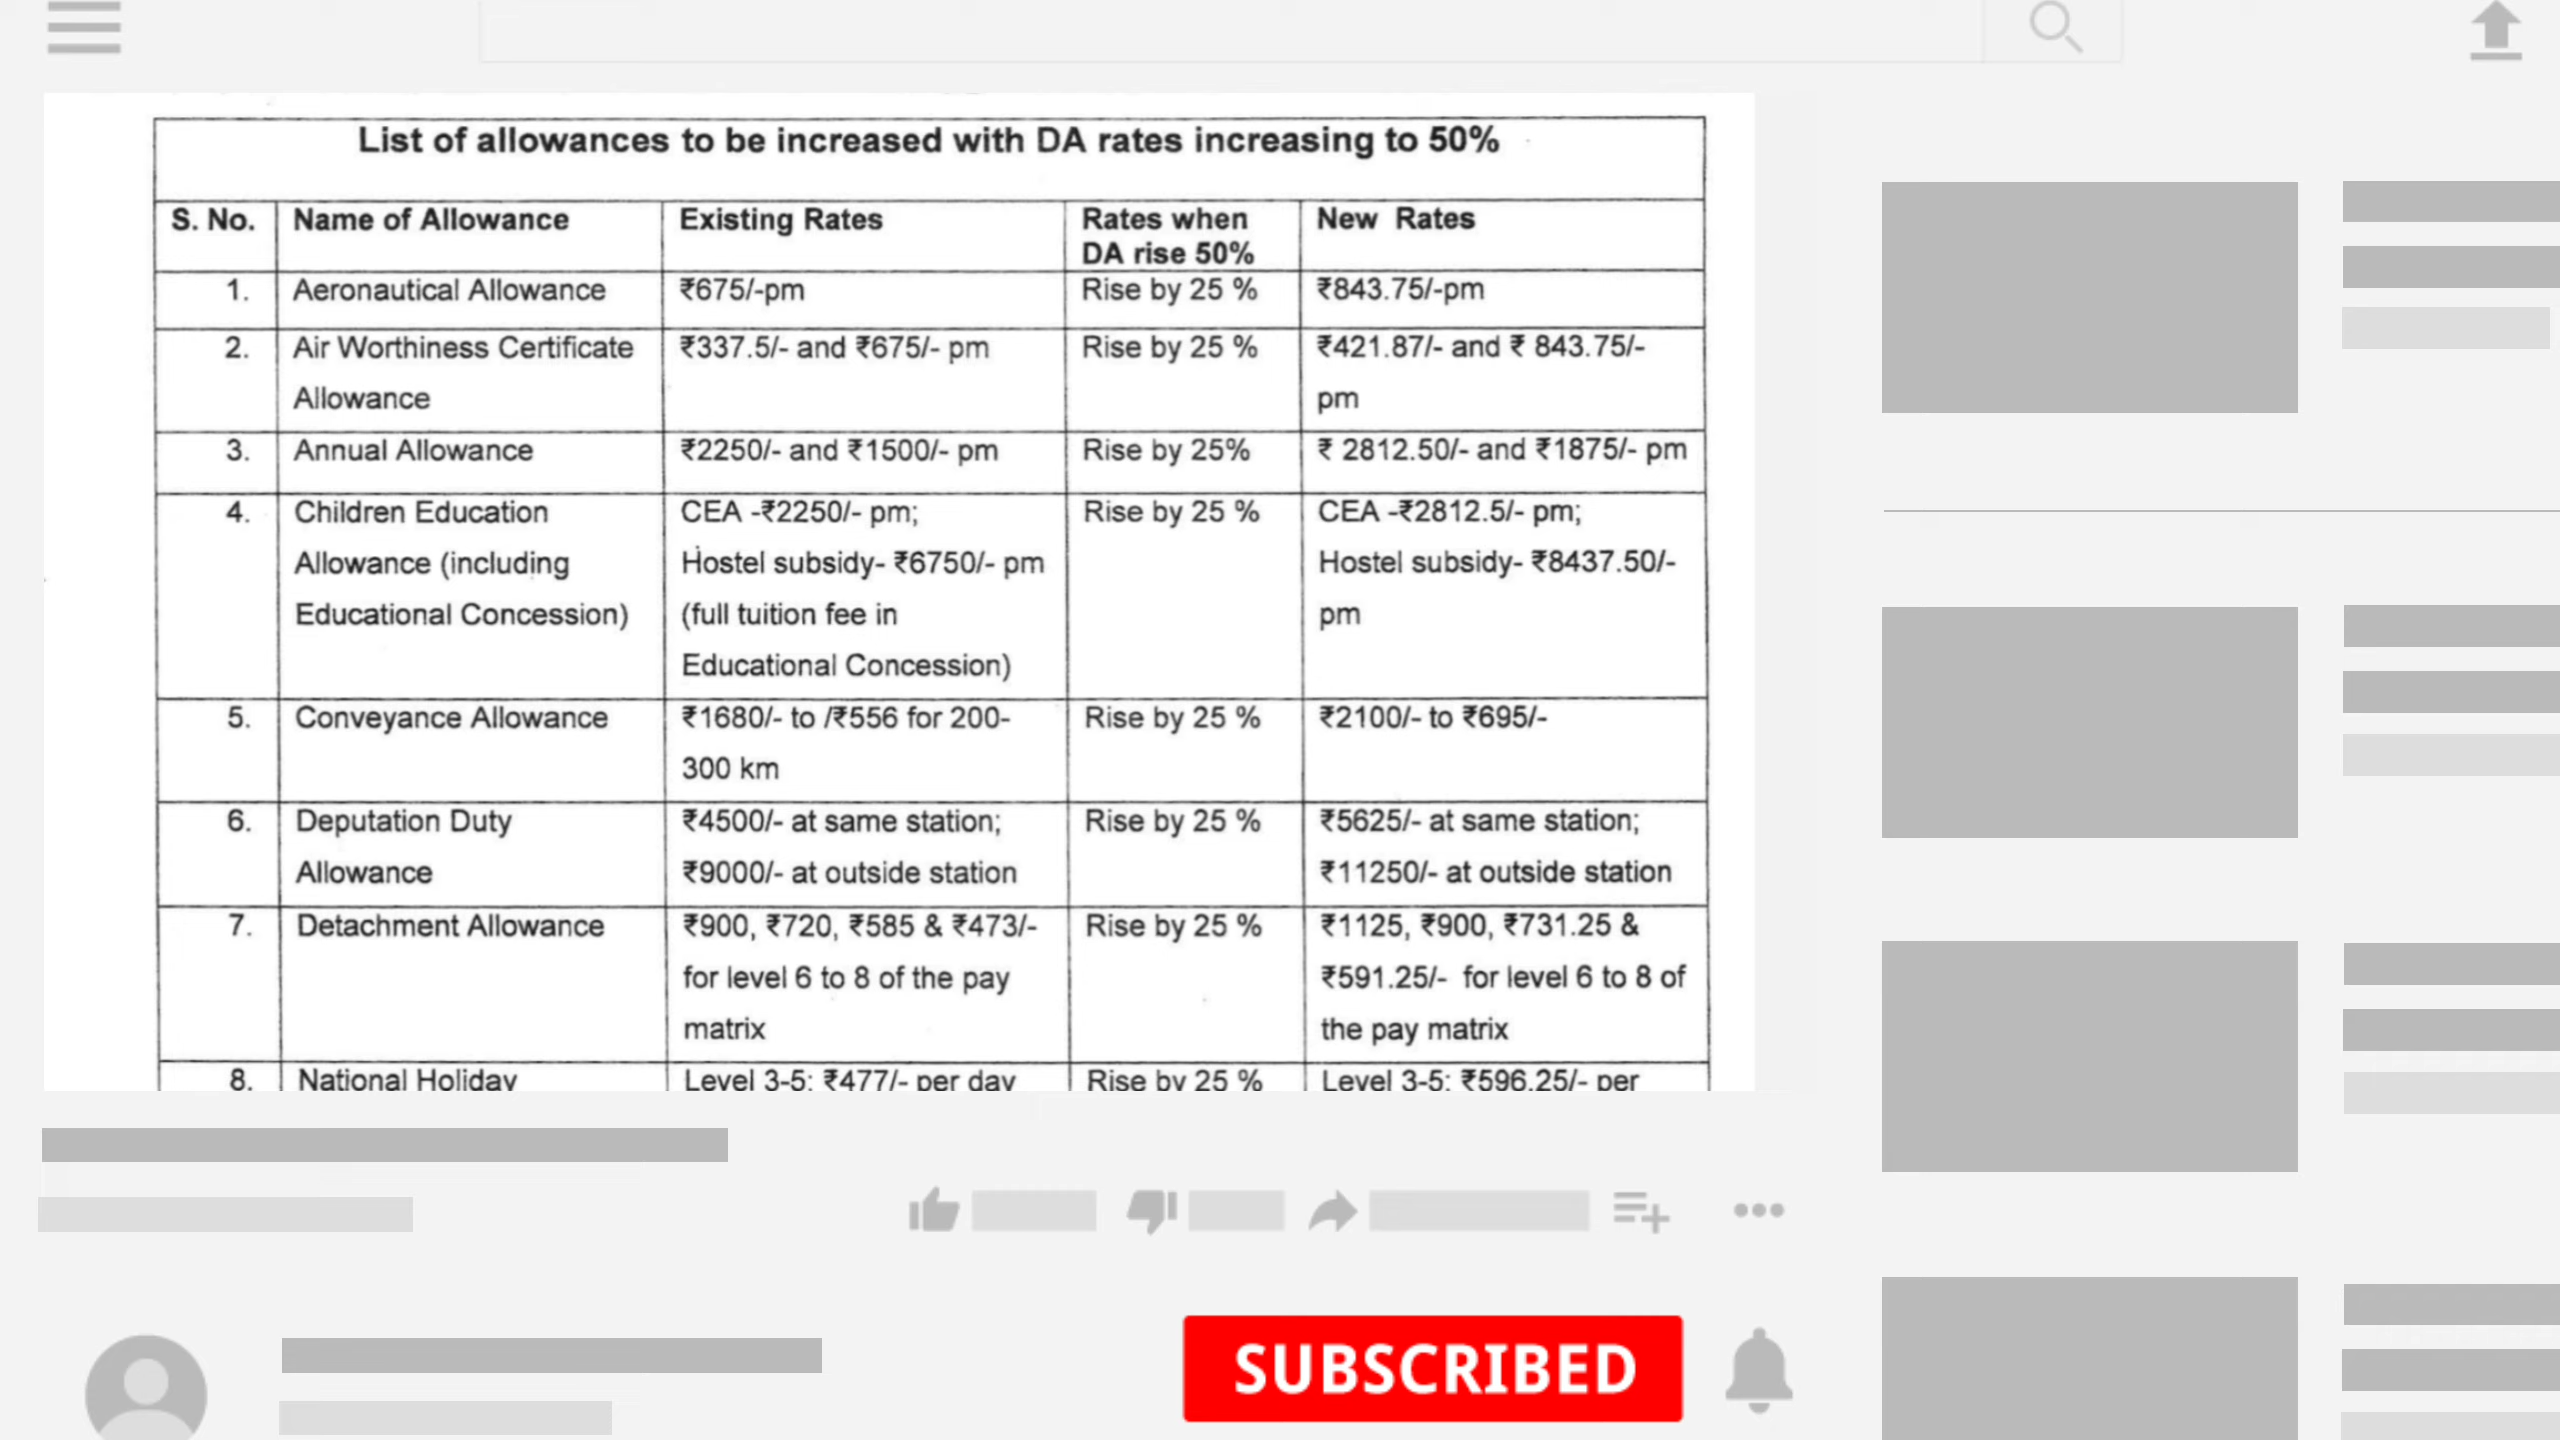 List of allowances to be increased with DA rates increasing to 50%
S. No.
Name of Allowance
Existing Rates
Rates when
DA rise 50%
New Rates
1.
Aeronautical Allowance
₹675/-pm
Rise by 25 %
₹843.75/-pm
2.
Air Worthiness Certificate
Allowance
₹337.5/- and ₹675/- pm
Rise by 25 %
₹421.87/- and ₹ 843.75/-
pm
3.
Annual Allowance
₹2250/- and ₹1500/- pm
Rise by 25%
₹ 2812.50/- and ₹1875/- pm
4.
Children Education
Allowance (including
Educational Concession)
CEA -₹2250/- pm;
Hostel subsidy- ₹6750/- pm
(full tuition fee in
Educational Concession)
Rise by 25 %
CEA -₹2812.5/- pm;
Hostel subsidy- ₹8437.50/-
pm
5.
Conveyance Allowance
₹1680/- to /₹556 for 200-
300 km
Rise by 25 %
₹2100/- to ₹695/-
6.
Deputation Duty
Allowance
₹4500/- at same station;
₹9000/- at outside station
Rise by 25 %
₹5625/- at same station;
₹11250/- at outside station
7.
Detachment Allowance
₹900, ₹720, ₹585 & ₹473/-
for level 6 to 8 of the pay
matrix
Rise by 25 %
₹1125, ₹900, ₹731.25 &
₹591.25/- for level 6 to 8 of
the pay matrix
8.
National Holiday
Level 3-5: ₹477/- per day
Rise by 25 %
Level 3-5: ₹596.25/- per
SUBSCRIBED